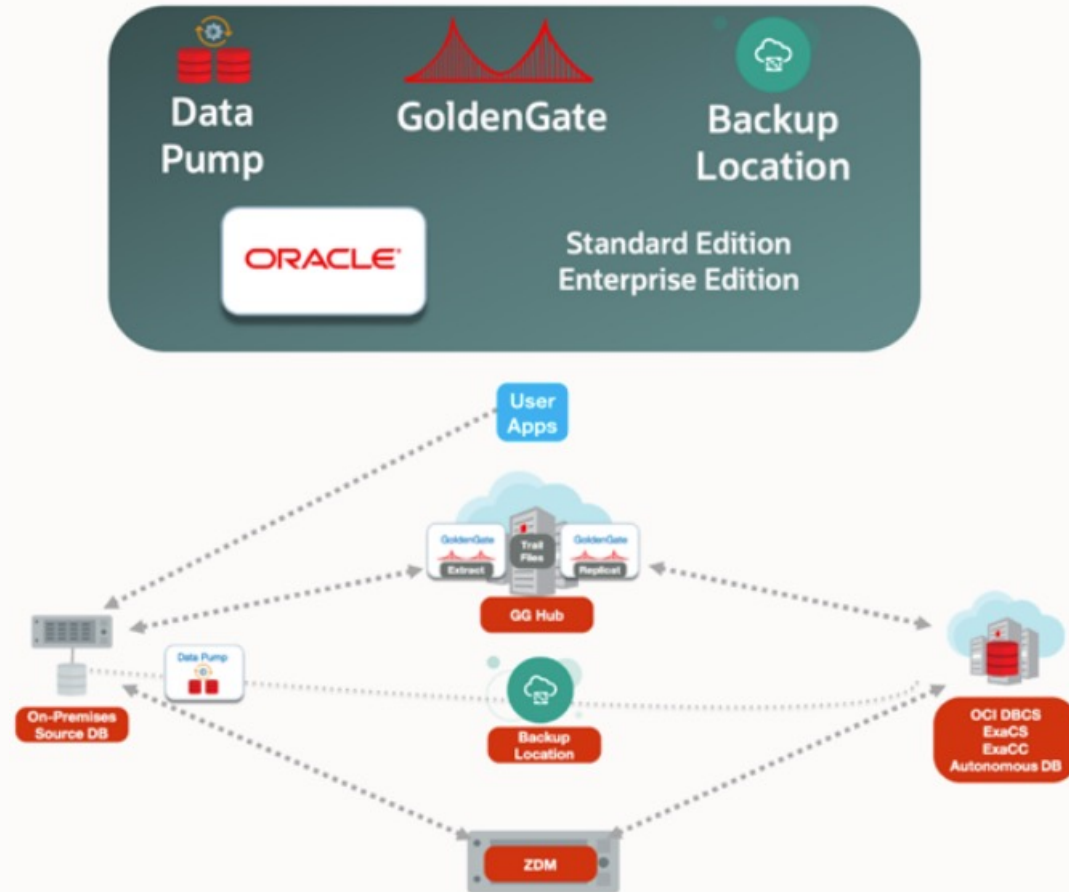 Data
Pump
GoldenGate
Backup
Location
ORACLE
Standard Edition
Enterprise Edition
User
Apps
GoldenGate
Extract
Trail
Files
GoldenGate
Replicat
GG Hub
Data Pump
On-Premises
Source DB
Backup
Location
OCI DBCS
ExaCS
ExaCC
Autonomous DB
ZDM